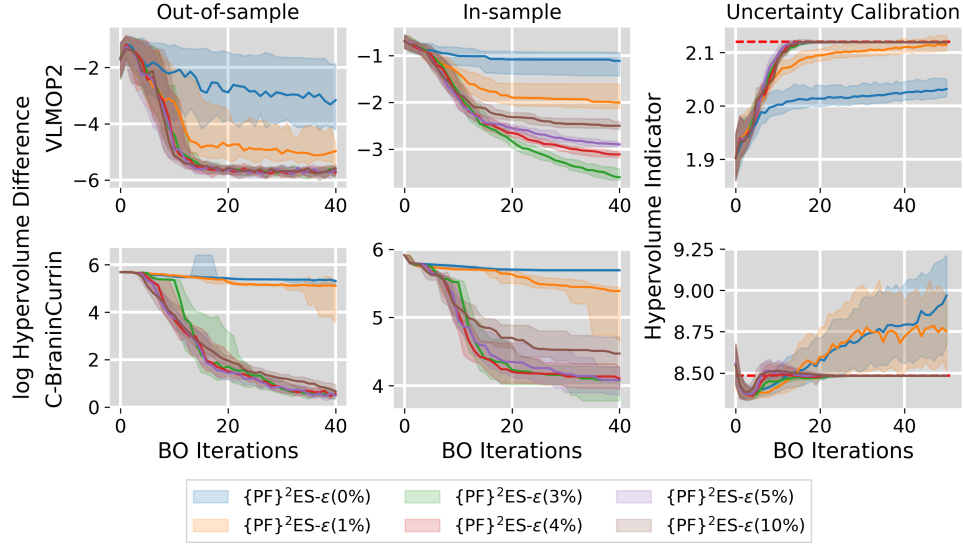 Out-of-sample
In-sample
Uncertainty Calibration
log Hypervolume Difference
VLMOP2
C-BraninCurrin
Hypervolume Indicator
−2
−4
−6
0
20
40
−1
−2
−3
0
20
40
2.1
2.0
1.9
0
20
40
6
4
2
0
0
20
40
BO Iterations
6
5
4
0
20
40
BO Iterations
9.25
9.00
8.75
8.50
0
20
40
BO Iterations
{PF}²ES-ε(0%)
{PF}²ES-ε(3%)
{PF}²ES-ε(5%)
{PF}²ES-ε(1%)
{PF}²ES-ε(4%)
{PF}²ES-ε(10%)